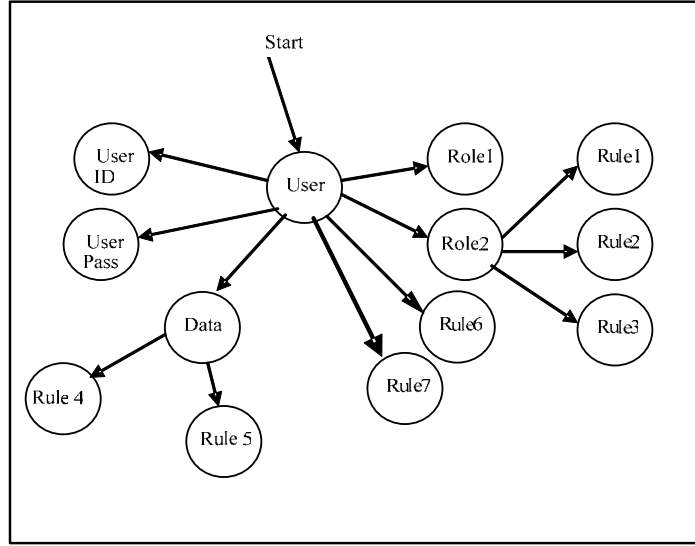 Start
User
ID
User
Role1
Rule1
User
Pass
Role2
Rule2
Data
Rule6
Rule3
Rule 4
Rule7
Rule 5